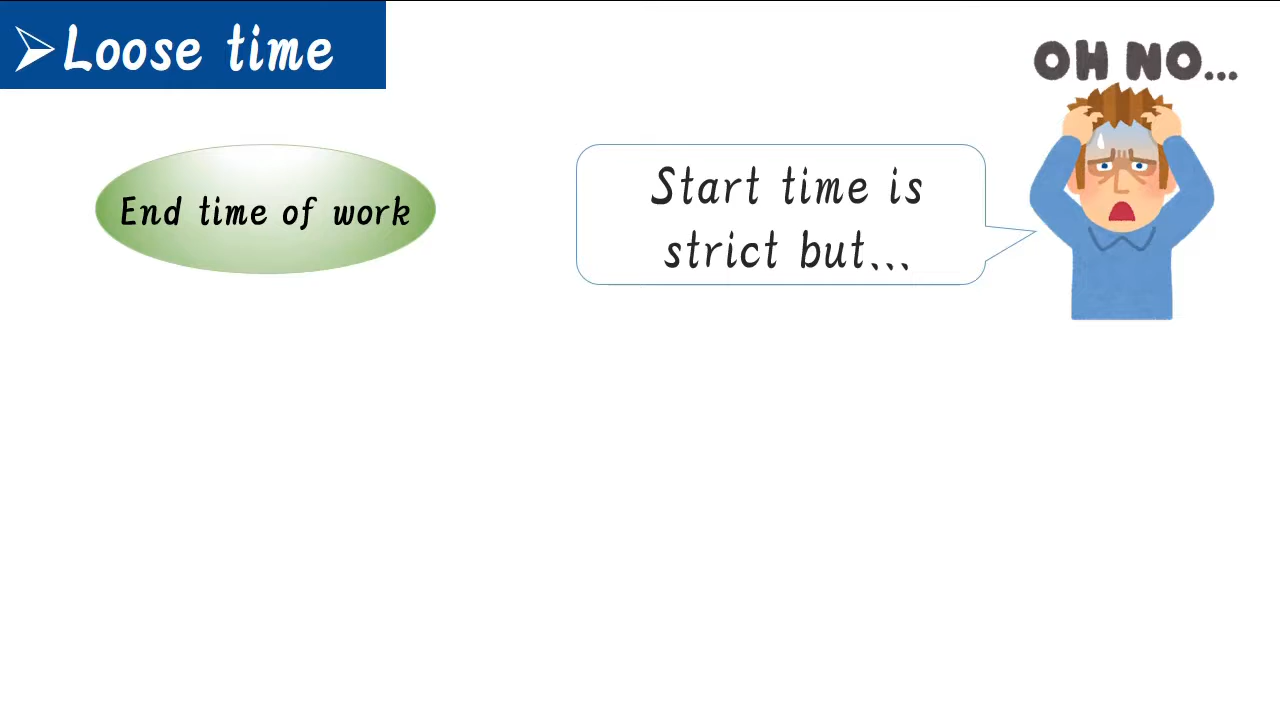 Loose time
OH NO...
End time of work
Start time is
strict but...